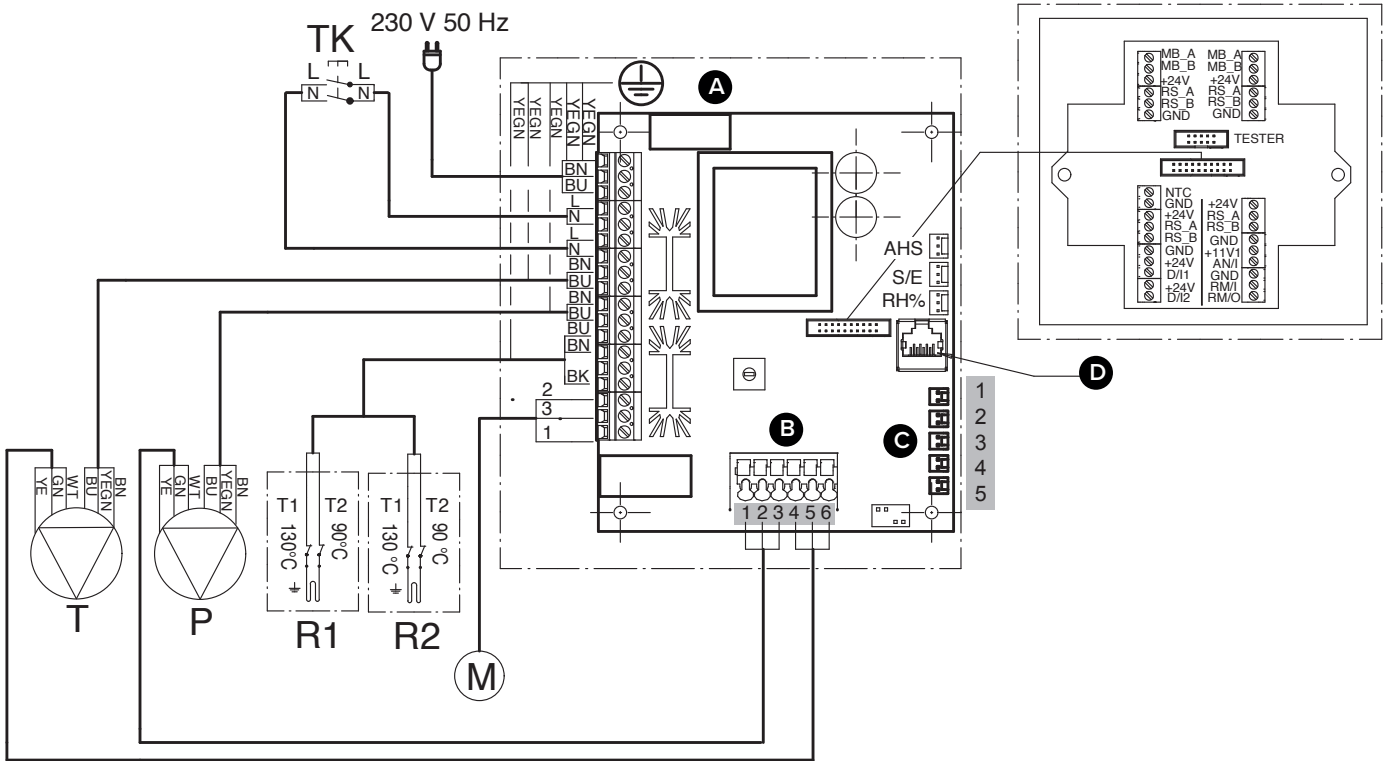 230 V 50 Hz
TK
L L
N N
YEGN
YEGN
YEGN
YEGN
YEGN
A
BN
BU
L
N
L
N
BN
BU
BN
BU
BU
BN
BK
2
3
1
AHS
S/E
RH%
D
B
C
1
2
3
4
5
1 2 3 4 5 6
MB_A MB_A
MB_B MB_B
+24V +24V
RS_A RS_A
RS_B RS_B
GND GND
TESTER
NTC
GND +24V
+24V RS_A
RS_A RS_B
RS_B GND
GND +11V1
+24V AN/I
D/I1 GND
+24V RM/I
D/I2 RM/O
YE
GN
WT
BU
YEGN
BN
T
YE
GN
WT
BU
YEGN
BN
P
T1 T2
130°C 90°C
R1
T1 T2
130 °C 90 °C
R2
M